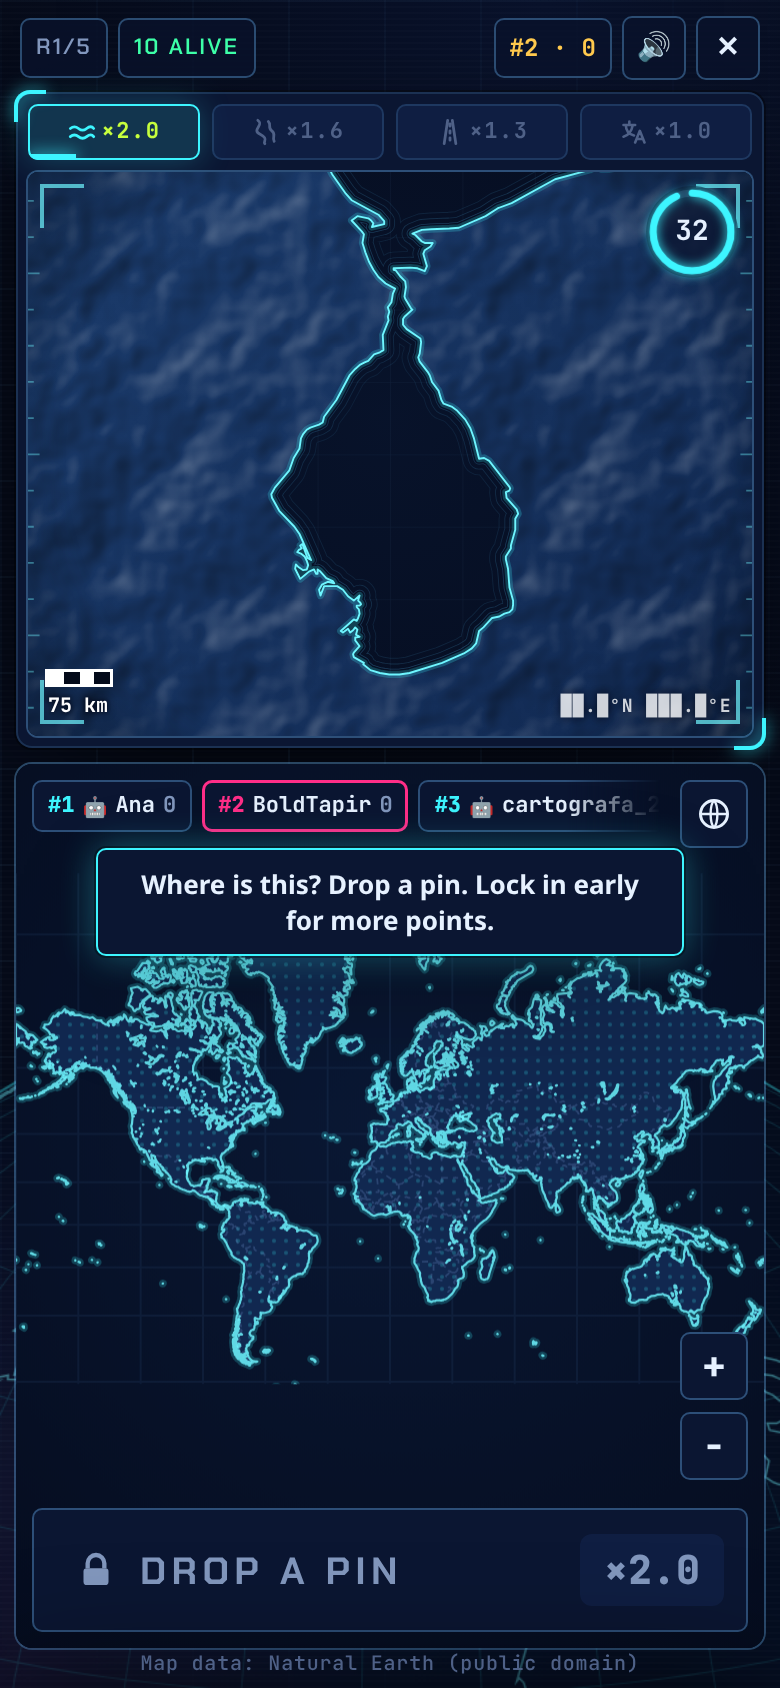 R1/5
10 ALIVE
#2 · 0
×2.0
×1.6
×1.3
×1.0
32
75 km
██.█°N ███.█°E
#1 🤖 Ana 0
#2 BoldTapir 0
#3 🤖 cartografa_2
Where is this? Drop a pin. Lock in early
for more points.
+
-
DROP A PIN
×2.0
Map data: Natural Earth (public domain)